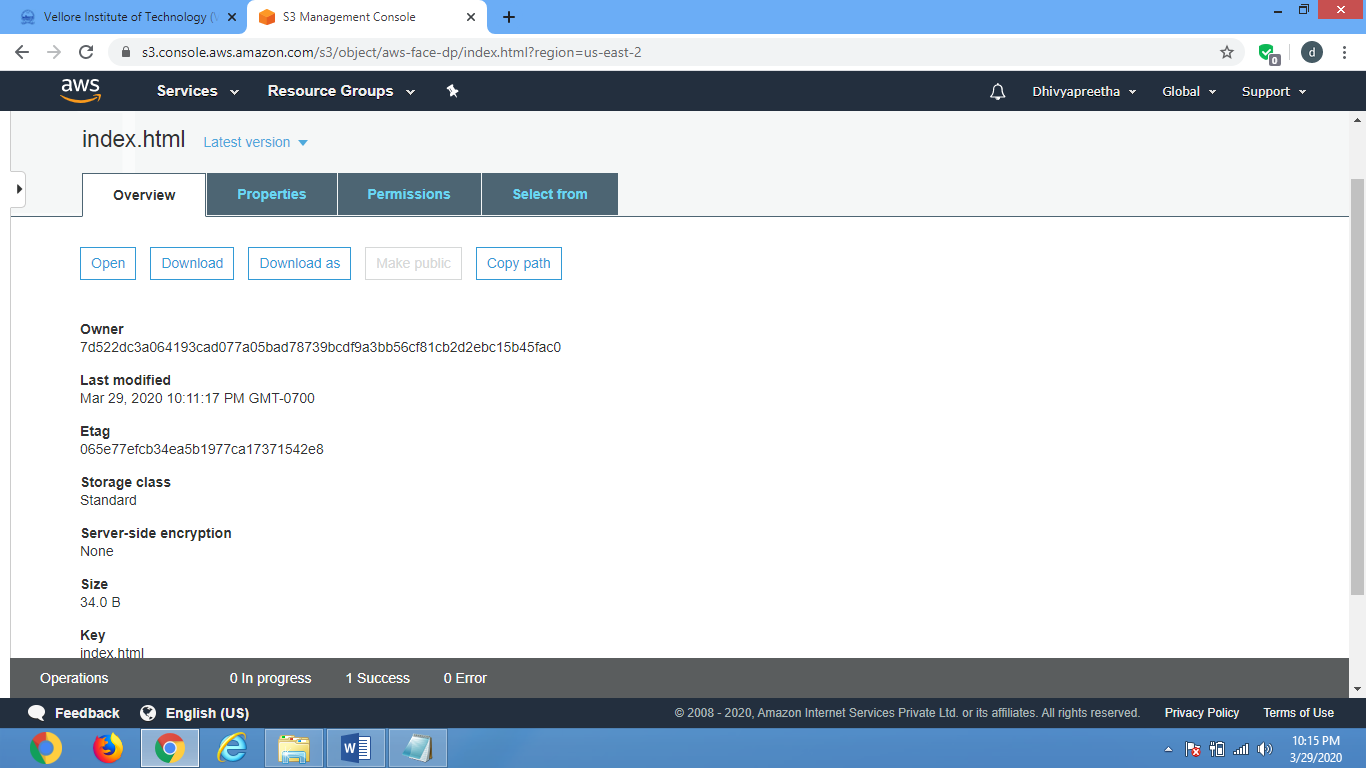 Vellore Institute of Technology (V
S3 Management Console
s3.console.aws.amazon.com/s3/object/aws-face-dp/index.html?region=us-east-2
0
d
aws
Services
Resource Groups
Dhivyapreetha
Global
Support
index.html
Latest version
Overview
Properties
Permissions
Select from
Open
Download
Download as
Make public
Copy path
Owner
7d522dc3a064193cad077a05bad78739bcdf9a3bb56cf81cb2d2ebc15b45fac0
Last modified
Mar 29, 2020 10:11:17 PM GMT-0700
Etag
065e77efcb34ea5b1977ca17371542e8
Storage class
Standard
Server-side encryption
None
Size
34.0 B
Key
index.html
Operations
0 In progress
1 Success
0 Error
Feedback
English (US)
© 2008 - 2020, Amazon Internet Services Private Ltd. or its affiliates. All rights reserved.
Privacy Policy
Terms of Use
10:15 PM
3/29/2020